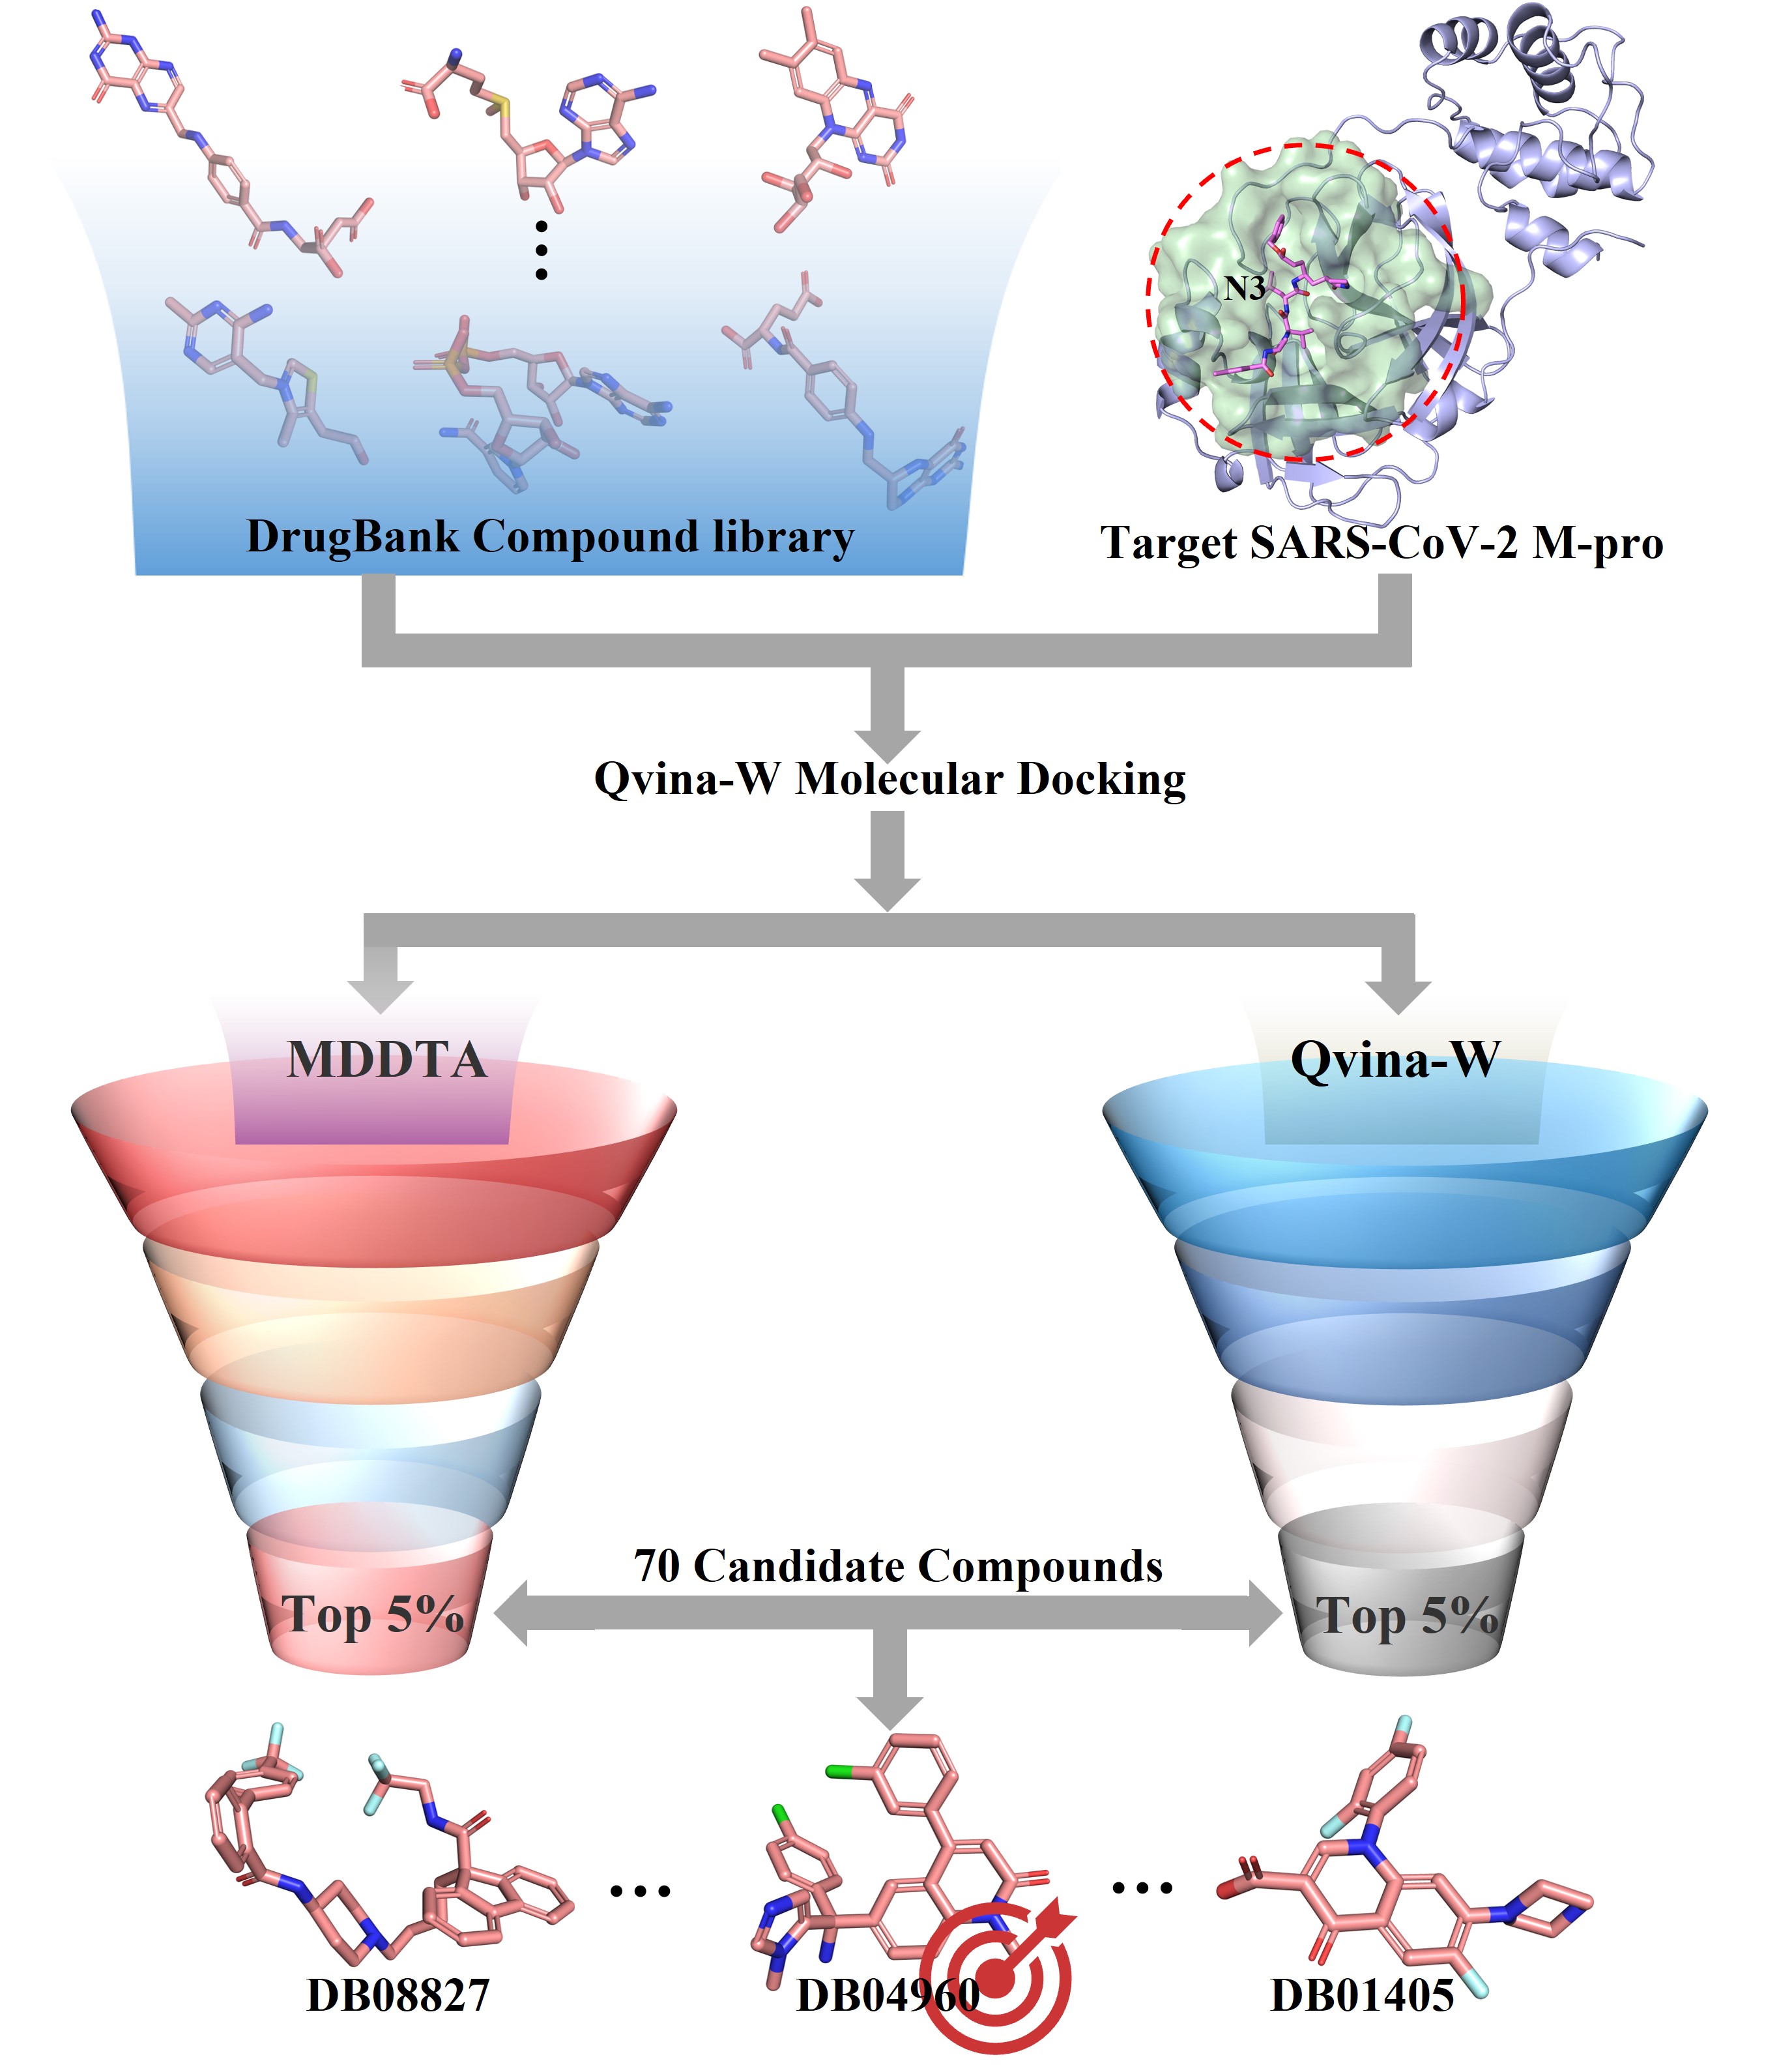 N3
DrugBank Compound library
Target SARS-CoV-2 M-pro
Qvina-W Molecular Docking
MDDTA
Qvina-W
70 Candidate Compounds
Top 5%
Top 5%
DB08827
DB04960
DB01405